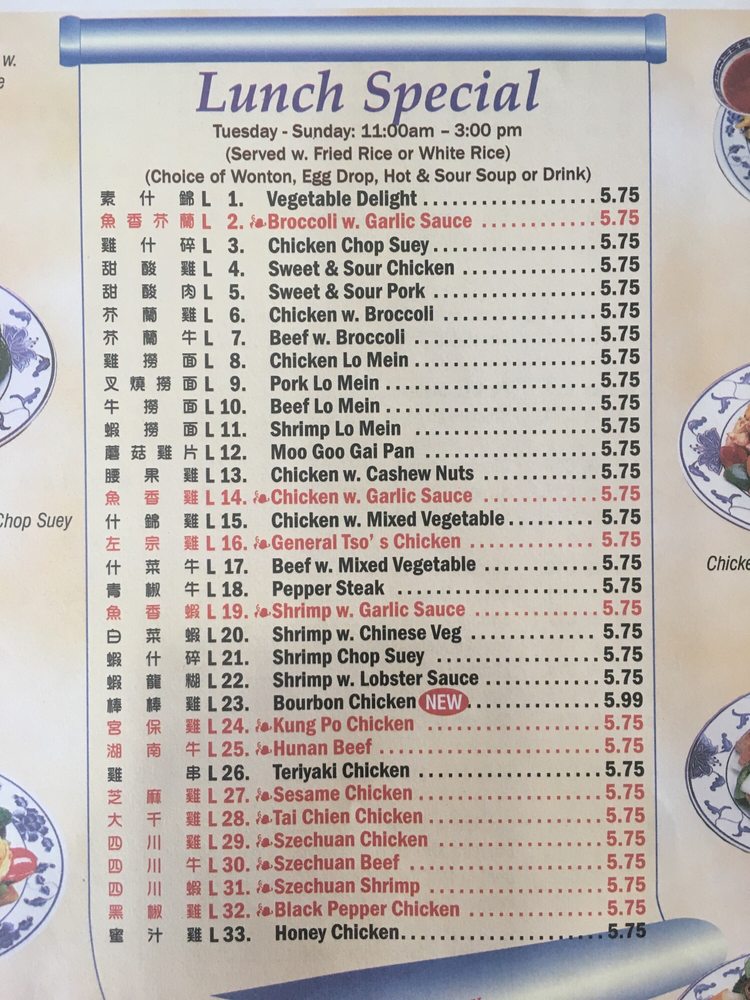 w.
Lunch Special
Tuesday - Sunday: 11:00am – 3:00 pm
(Served w. Fried Rice or White Rice)
(Choice of Wonton, Egg Drop, Hot & Sour Soup or Drink)
素什錦 L 1. Vegetable Delight 5.75
魚香芥蘭 L 2. Broccoli w. Garlic Sauce 5.75
雞什碎 L 3. Chicken Chop Suey 5.75
甜酸雞 L 4. Sweet & Sour Chicken 5.75
甜酸肉 L 5. Sweet & Sour Pork 5.75
芥蘭雞 L 6. Chicken w. Broccoli 5.75
芥蘭牛 L 7. Beef w. Broccoli 5.75
雞撈面 L 8. Chicken Lo Mein 5.75
叉燒撈面 L 9. Pork Lo Mein 5.75
牛撈面 L 10. Beef Lo Mein 5.75
蝦撈面 L 11. Shrimp Lo Mein 5.75
蘑菇雞片 L 12. Moo Goo Gai Pan 5.75
腰果雞 L 13. Chicken w. Cashew Nuts 5.75
魚香雞 L 14. Chicken w. Garlic Sauce 5.75
Chop Suey
什錦雞 L 15. Chicken w. Mixed Vegetable 5.75
左宗雞 L 16. General Tso's Chicken 5.75
什菜牛 L 17. Beef w. Mixed Vegetable 5.75
Chicke
青椒牛 L 18. Pepper Steak 5.75
魚香蝦 L 19. Shrimp w. Garlic Sauce 5.75
白菜蝦 L 20. Shrimp w. Chinese Veg 5.75
蝦什碎 L 21. Shrimp Chop Suey 5.75
蝦龍糊 L 22. Shrimp w. Lobster Sauce 5.75
棒棒雞 L 23. Bourbon Chicken NEW 5.99
宮保雞 L 24. Kung Po Chicken 5.75
湖南牛 L 25. Hunan Beef 5.75
雞串 L 26. Teriyaki Chicken 5.75
芝麻雞 L 27. Sesame Chicken 5.75
大千雞 L 28. Tai Chien Chicken 5.75
四川雞 L 29. Szechuan Chicken 5.75
四川牛 L 30. Szechuan Beef 5.75
四川蝦 L 31. Szechuan Shrimp 5.75
黑椒雞 L 32. Black Pepper Chicken 5.75
蜜汁雞 L 33. Honey Chicken 5.75